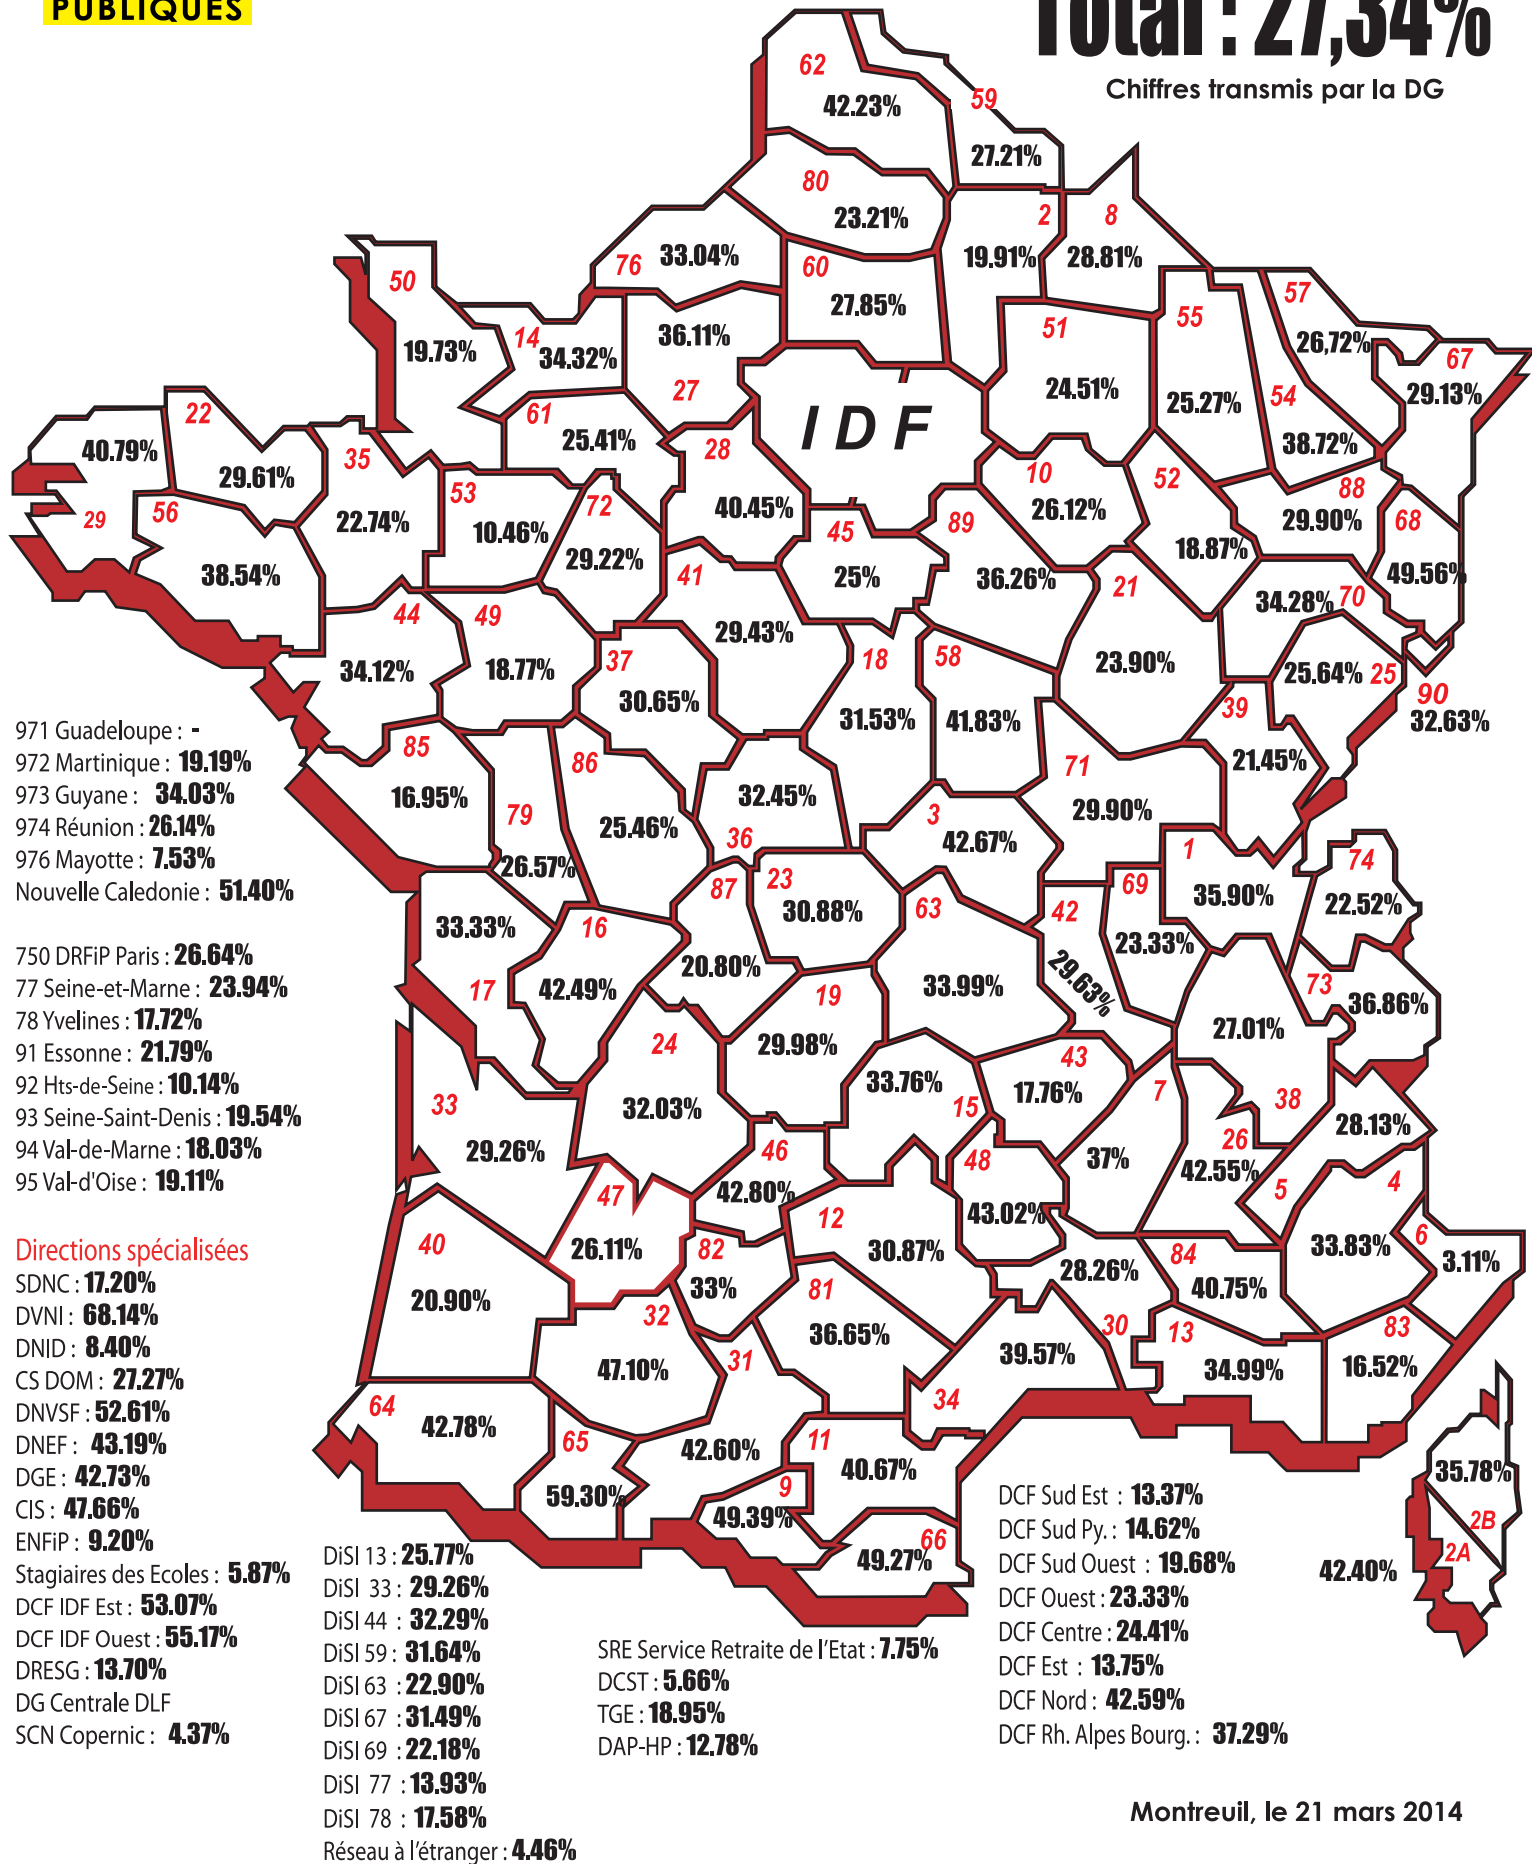 PUBLIQUES
Total : 27,34%
Chiffres transmis par la DG
62
42.23%
59
27.21%
80
23.21%
2
19.91%
8
28.81%
76
33.04%
60
27.85%
50
19.73%
14
34.32%
36.11%
27
51
24.51%
55
25.27%
57
26,72%
67
29.13%
54
38.72%
IDF
61
25.41%
28
40.45%
22
29.61%
40.79%
29
35
22.74%
56
38.54%
53
10.46%
72
29.22%
10
26.12%
52
18.87%
88
29.90%
68
49.56%
45
25%
89
36.26%
41
29.43%
21
23.90%
34.28% 70
44
34.12%
49
18.77%
37
30.65%
18
31.53%
58
41.83%
25.64% 25
90
32.63%
39
21.45%
85
16.95%
79
26.57%
86
25.46%
32.45%
36
71
29.90%
3
42.67%
1
35.90%
74
22.52%
69
23.33%
42
29.63%
87
20.80%
23
30.88%
63
33.99%
33.33%
17
16
42.49%
19
29.98%
73
36.86%
27.01%
38
24
32.03%
33.76%
15
43
17.76%
7
37%
33
29.26%
46
42.80%
48
43.02%
26
42.55%
28.13%
5
4
33.83%
6
3.11%
47
26.11%
12
30.87%
40
20.90%
82
33%
81
36.65%
28.26%
30
84
40.75%
13
34.99%
83
16.52%
32
47.10%
31
42.60%
39.57%
34
64
42.78%
65
59.30%
11
40.67%
9
49.39%
66
49.27%
35.78%
2B
2A
42.40%
971 Guadeloupe : -
972 Martinique : 19.19%
973 Guyane : 34.03%
974 Réunion : 26.14%
976 Mayotte : 7.53%
Nouvelle Caledonie : 51.40%
750 DRFiP Paris : 26.64%
77 Seine-et-Marne : 23.94%
78 Yvelines : 17.72%
91 Essonne : 21.79%
92 Hts-de-Seine : 10.14%
93 Seine-Saint-Denis : 19.54%
94 Val-de-Marne : 18.03%
95 Val-d'Oise : 19.11%
Directions spécialisées
SDNC : 17.20%
DVNI : 68.14%
DNID : 8.40%
CS DOM : 27.27%
DNVSF : 52.61%
DNEF : 43.19%
DGE : 42.73%
CIS : 47.66%
ENFiP : 9.20%
Stagiaires des Ecoles : 5.87%
DCF IDF Est : 53.07%
DCF IDF Ouest : 55.17%
DRESG : 13.70%
DG Centrale DLF
SCN Copernic : 4.37%
DiSI 13 : 25.77%
DiSI 33 : 29.26%
DiSI 44 : 32.29%
DiSI 59 : 31.64%
DiSI 63 : 22.90%
DiSI 67 : 31.49%
DiSI 69 : 22.18%
DiSI 77 : 13.93%
DiSI 78 : 17.58%
Réseau à l'étranger : 4.46%
SRE Service Retraite de l'Etat : 7.75%
DCST : 5.66%
TGE : 18.95%
DAP-HP : 12.78%
DCF Sud Est : 13.37%
DCF Sud Py. : 14.62%
DCF Sud Ouest : 19.68%
DCF Ouest : 23.33%
DCF Centre : 24.41%
DCF Est : 13.75%
DCF Nord : 42.59%
DCF Rh. Alpes Bourg. : 37.29%
Montreuil, le 21 mars 2014